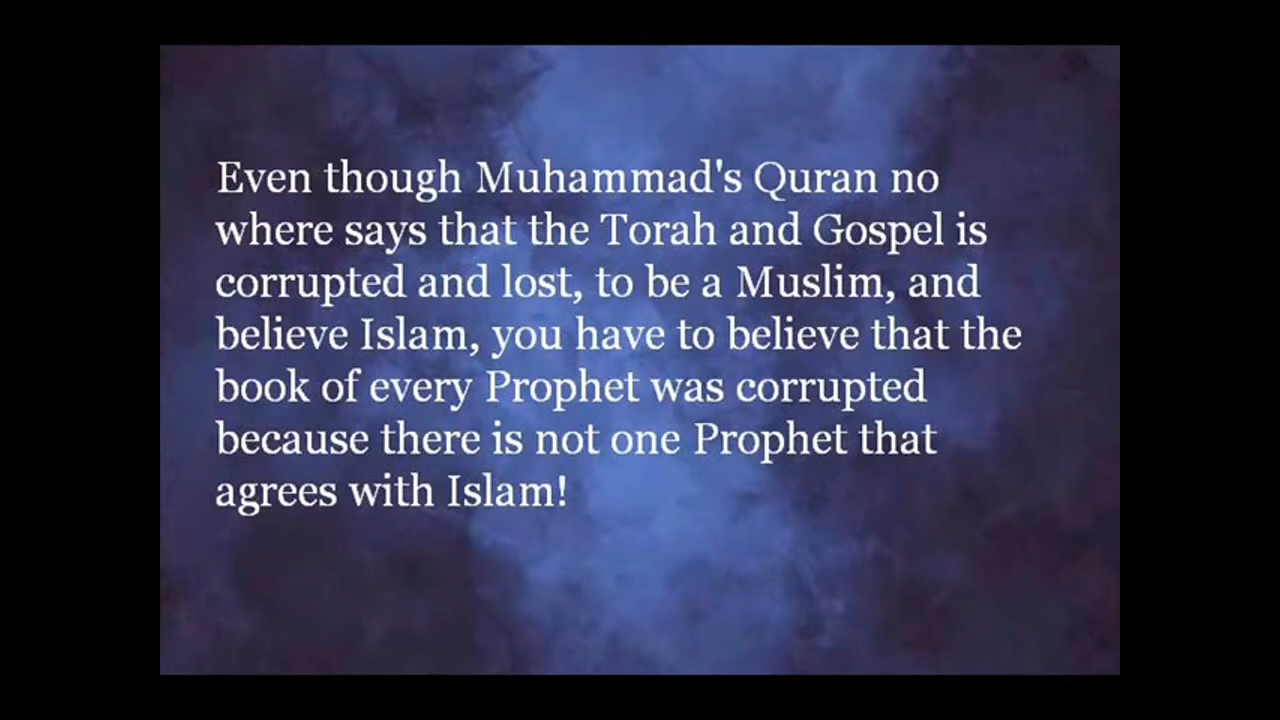 Even though Muhammad's Quran no
where says that the Torah and Gospel is
corrupted and lost, to be a Muslim, and
believe Islam, you have to believe that the
book of every Prophet was corrupted
because there is not one Prophet that
agrees with Islam!